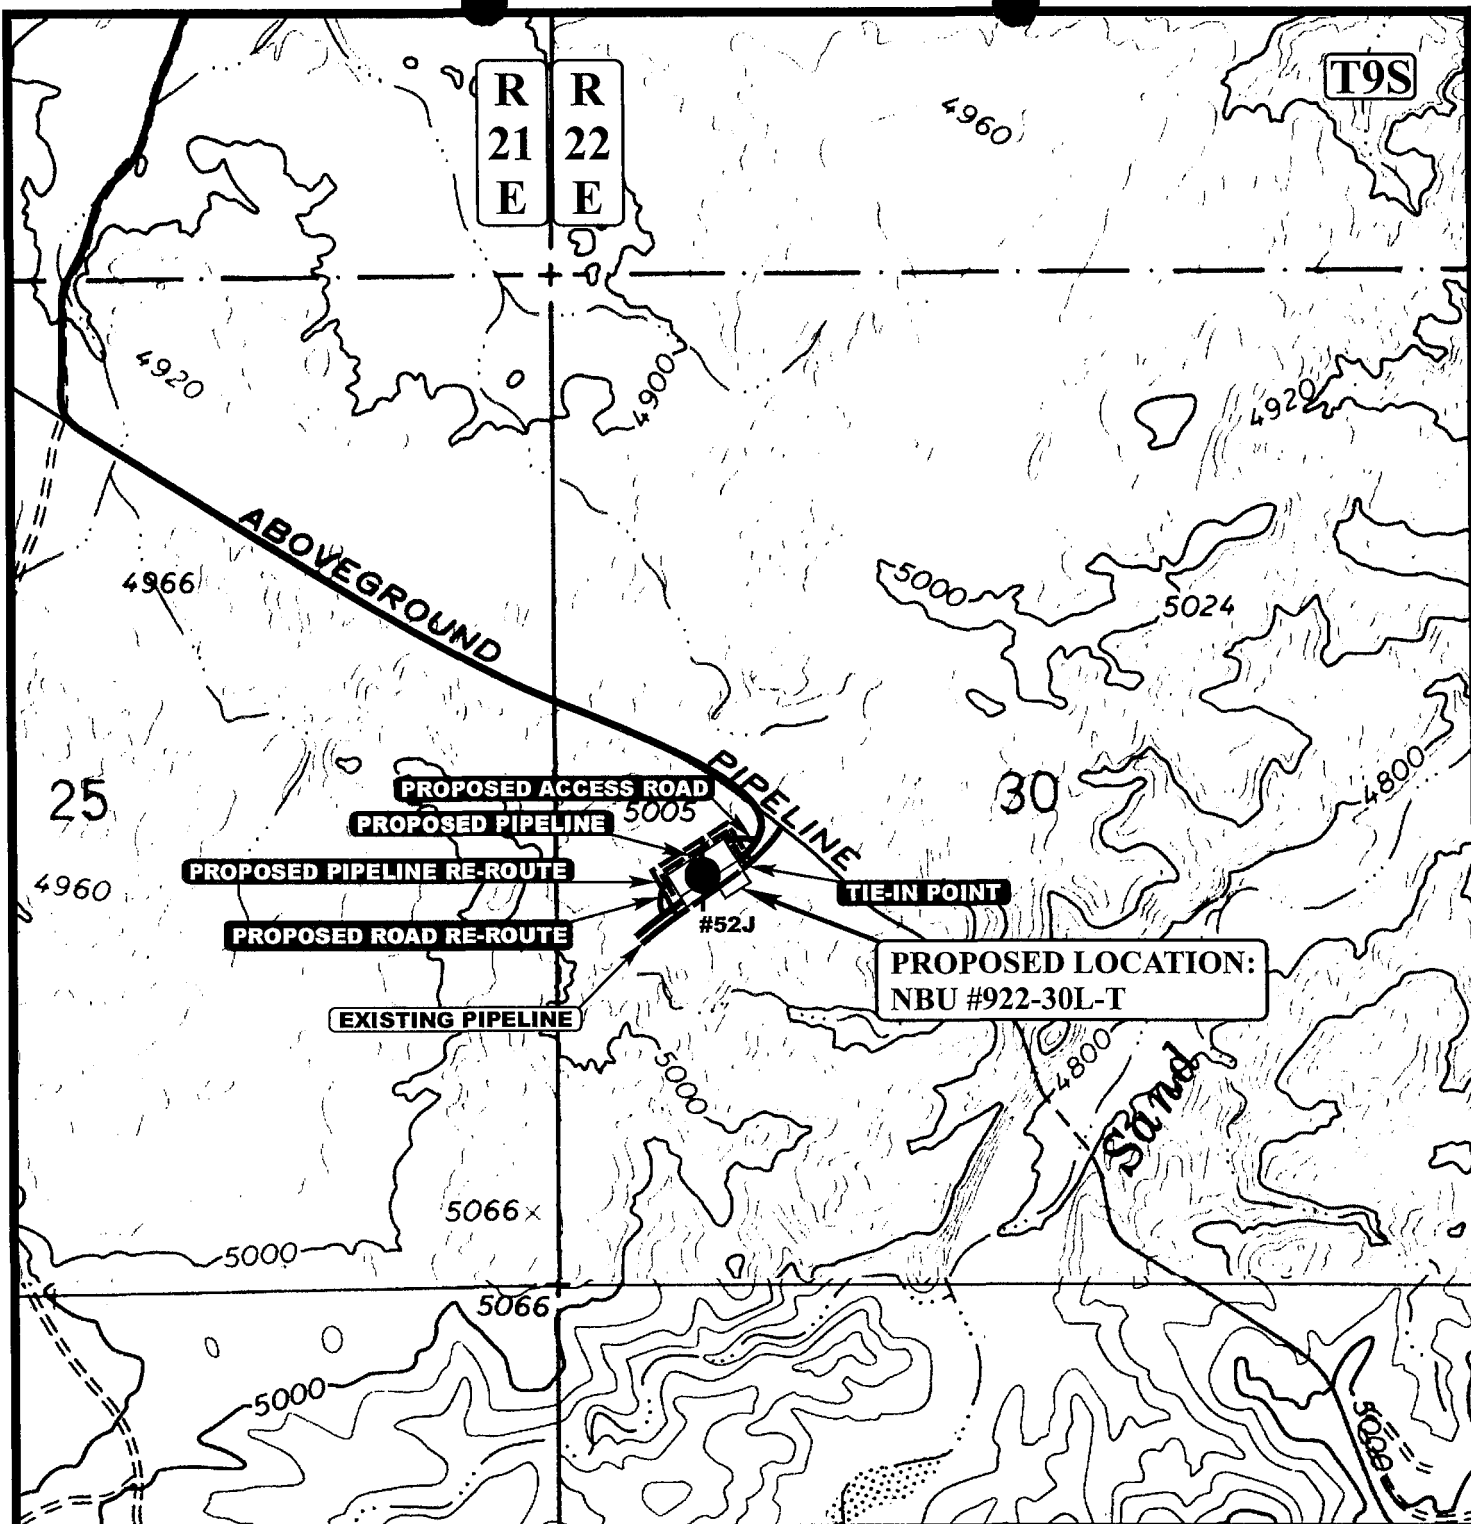 R
21
E
R
22
E
T9S
4960
4920
4900
4920
ABOVEGROUND
4966
5000
5024
PIPELINE
25
30
4800
PROPOSED ACCESS ROAD
5005
PROPOSED PIPELINE
PROPOSED PIPELINE RE-ROUTE
4960
TIE-IN POINT
PROPOSED ROAD RE-ROUTE
#52J
PROPOSED LOCATION:
NBU #922-30L-T
EXISTING PIPELINE
5000
4800
Sand
5066
5000
5066
5000
5000